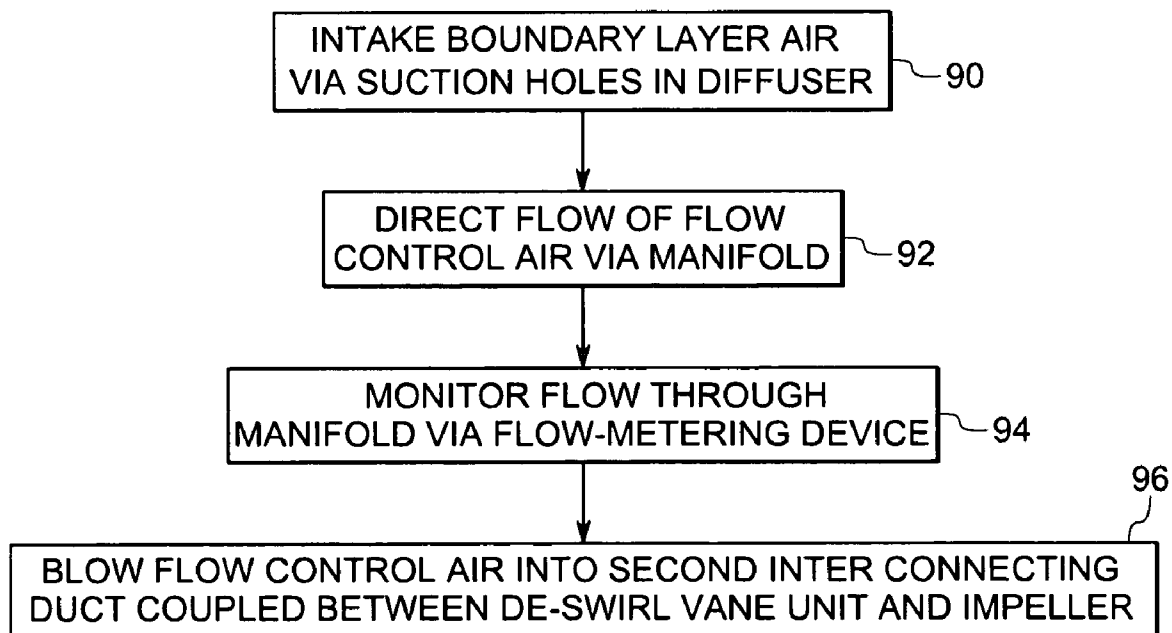 INTAKE BOUNDARY LAYER AIR
VIA SUCTION HOLES IN DIFFUSER
90
DIRECT FLOW OF FLOW
CONTROL AIR VIA MANIFOLD
92
MONITOR FLOW THROUGH
MANIFOLD VIA FLOW-METERING DEVICE
94
96
BLOW FLOW CONTROL AIR INTO SECOND INTER CONNECTING
DUCT COUPLED BETWEEN DE-SWIRL VANE UNIT AND IMPELLER